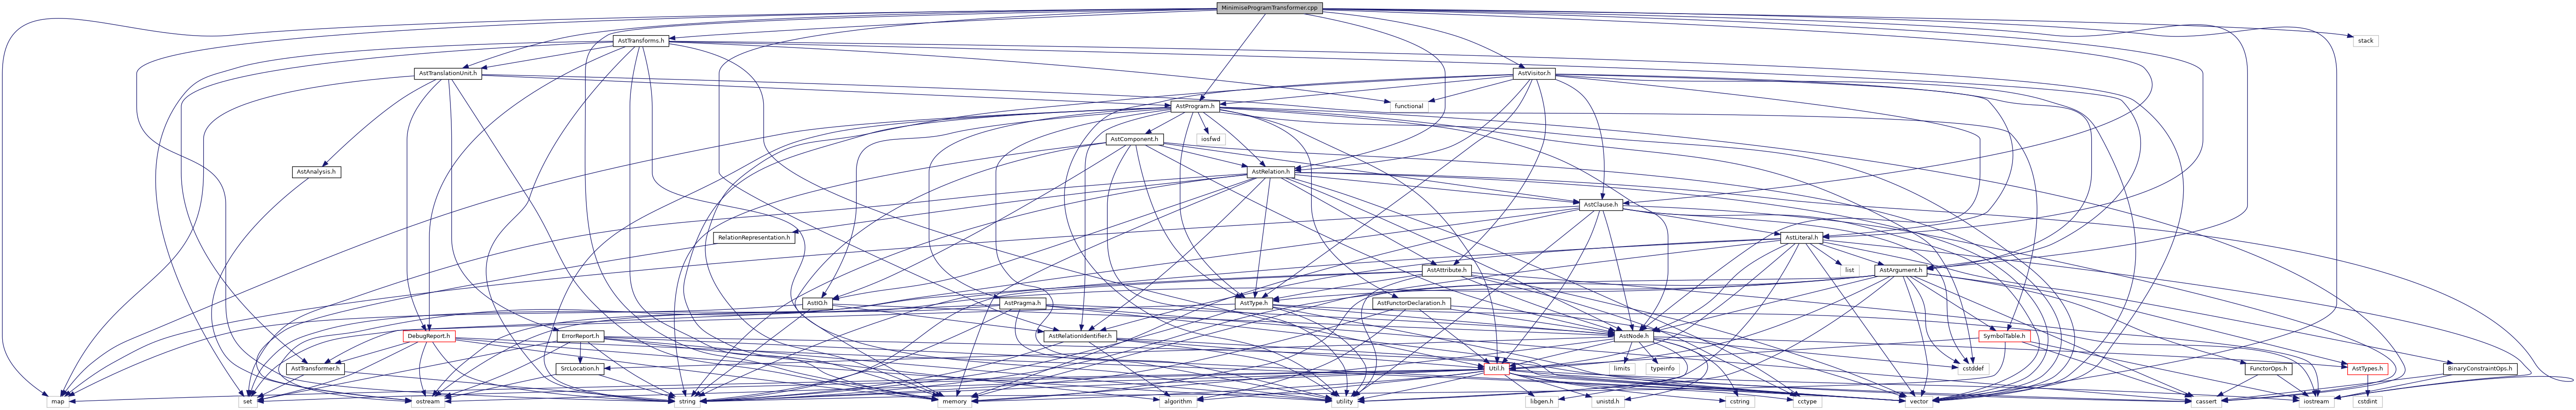 MinimiseProgramTransformer.cpp
AstTransforms.h
stack
AstTranslationUnit.h
AstVisitor.h
AstProgram.h
functional
AstComponent.h
iosfwd
AstAnalysis.h
AstRelation.h
AstClause.h
RelationRepresentation.h
AstLiteral.h
AstAttribute.h
list
AstArgument.h
AstIO.h
AstPragma.h
AstType.h
AstFunctorDeclaration.h
DebugReport.h
ErrorReport.h
AstRelationIdentifier.h
AstNode.h
SymbolTable.h
AstTransformer.h
SrcLocation.h
Util.h
limits
typeinfo
cstddef
FunctorOps.h
AstTypes.h
BinaryConstraintOps.h
map
set
ostream
string
memory
algorithm
utility
libgen.h
unistd.h
cstring
cctype
vector
cassert
iostream
cstdint